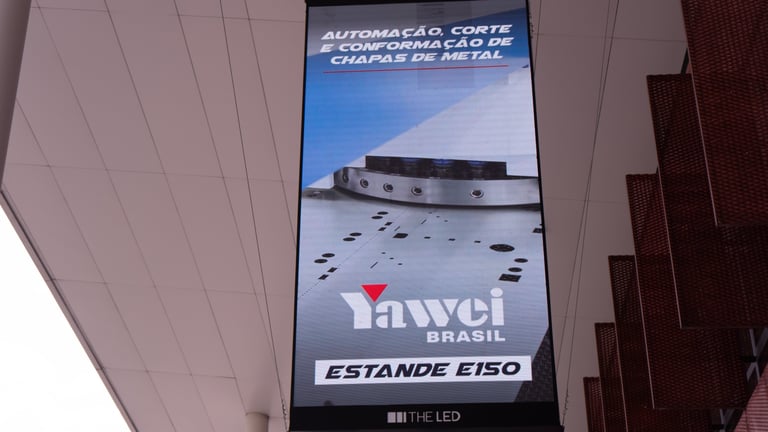 AUTOMAÇÃO, CORTE
E CONFORMAÇÃO DE
CHAPAS DE METAL
Yawei
BRASIL
ESTANDE E150
THE LED